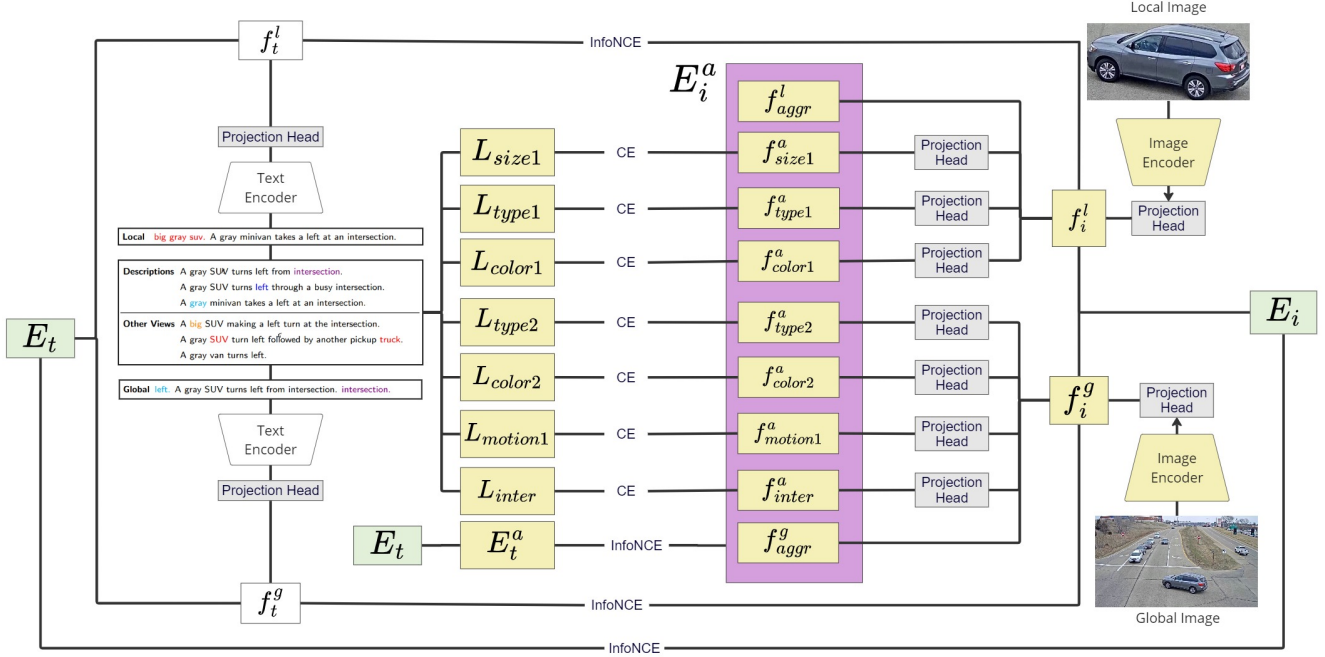 Local Image
f_t^l
InfoNCE
E_i^a
f_aggr^l
Projection Head
Text
Encoder
L_size1
CE
f_size1^a
Projection
Head
Image
Encoder
L_type1
CE
f_type1^a
Projection
Head
f_i^l
Projection
Head
Local big gray suv. A gray minivan takes a left at an intersection.
L_color1
CE
f_color1^a
Projection
Head
Descriptions A gray SUV turns left from intersection.
A gray SUV turns left through a busy intersection.
A gray minivan takes a left at an intersection.
Other Views A big SUV making a left turn at the intersection.
A gray SUV turn left followed by another pickup truck.
A gray van turns left.
E_t
L_type2
CE
f_type2^a
Projection
Head
E_i
L_color2
CE
f_color2^a
Projection
Head
Global left. A gray SUV turns left from intersection. intersection.
f_i^g
Projection
Head
Text
Encoder
L_motion1
CE
f_motion1^a
Projection
Head
Image
Encoder
Projection Head
L_inter
CE
f_inter^a
Projection
Head
E_t
E_t^a
InfoNCE
f_aggr^g
f_t^g
InfoNCE
Global Image
InfoNCE